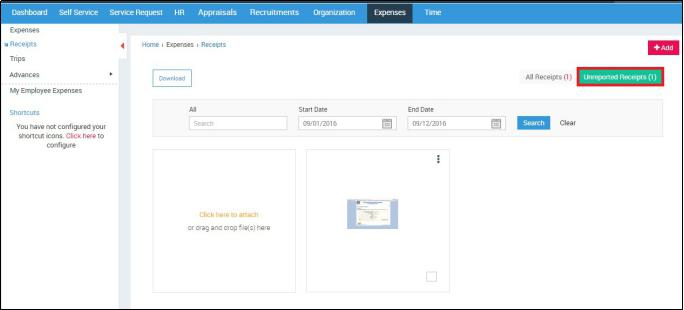 Dashboard Self Service Service Request HR Appraisals Recruitments Organization Expenses Time
Expenses
Receipts
Trips
Advances
My Employee Expenses
Shortcuts
You have not configured your
shortcut icons. Click here to
configure
Home › Expenses › Receipts
+ Add
Download
All Receipts (1) Unreported Receipts (1)
All Start Date End Date
Search 09/01/2016 09/12/2016 Search Clear
Click here to attach
or drag and drop file(s) here